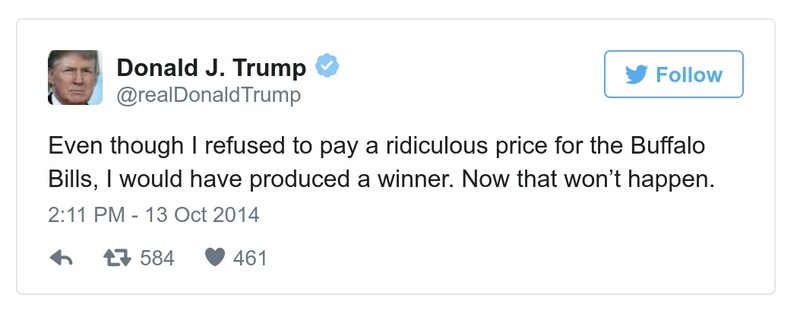 Donald J. Trump
@realDonaldTrump
Follow
Even though I refused to pay a ridiculous price for the Buffalo
Bills, I would have produced a winner. Now that won’t happen.
2:11 PM - 13 Oct 2014
584 461